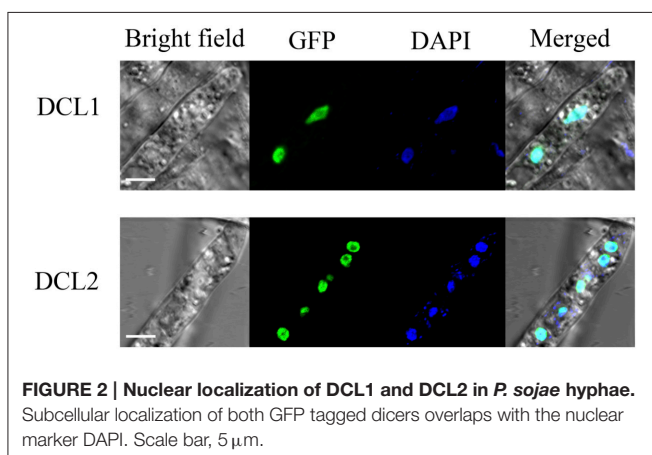 Bright field GFP DAPI Merged
DCL1
DCL2
FIGURE 2 | Nuclear localization of DCL1 and DCL2 in P. sojae hyphae.
Subcellular localization of both GFP tagged dicers overlaps with the nuclear
marker DAPI. Scale bar, 5 μm.